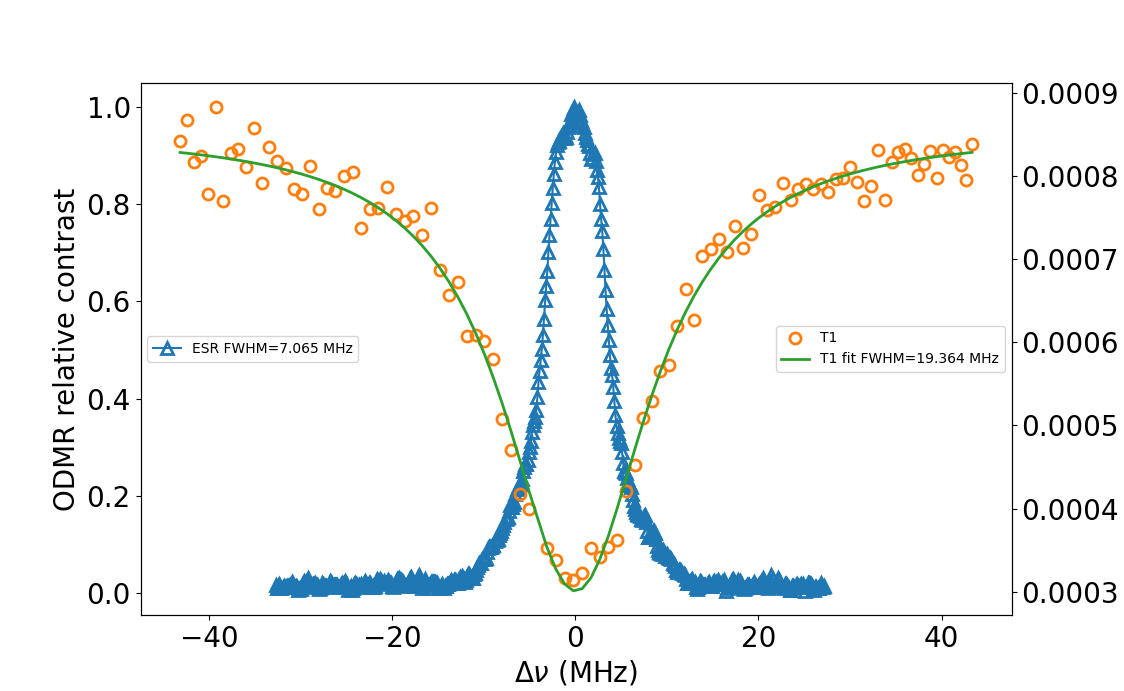 1.0
0.8
0.6
0.4
0.2
0.0
ODMR relative contrast
0.0009
0.0008
0.0007
0.0006
0.0005
0.0004
0.0003
ESR FWHM=7.065 MHz
T1
T1 fit FWHM=19.364 MHz
−40 −20 0 20 40
Δν (MHz)